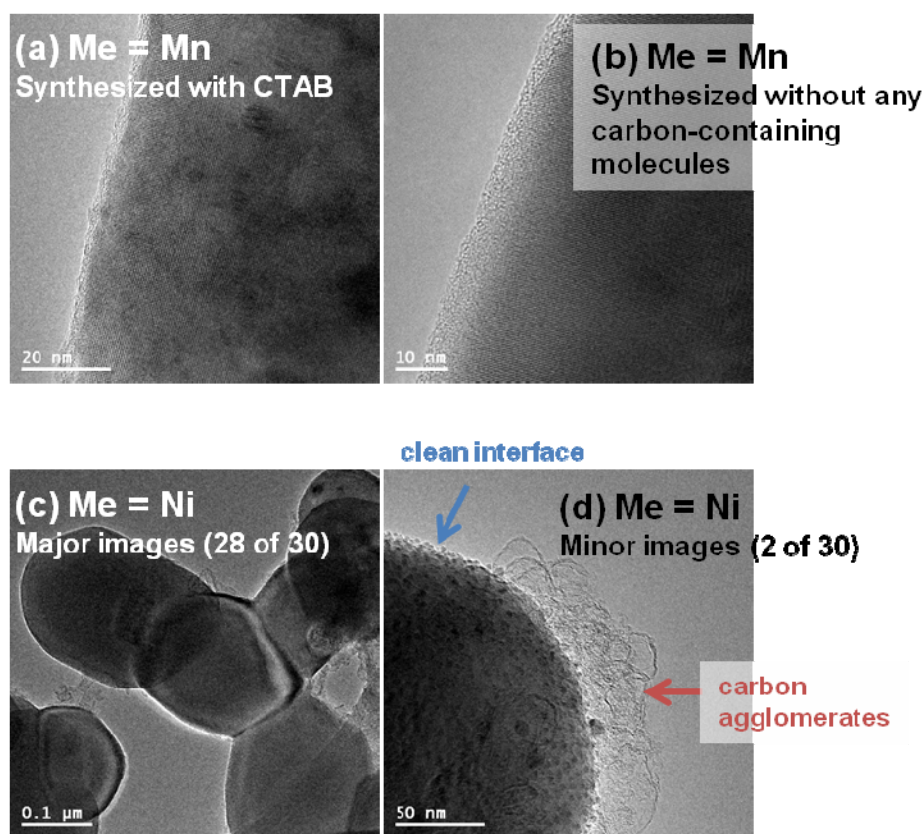 (a) Me = Mn
Synthesized with CTAB
20 nm
(b) Me = Mn
Synthesized without any
carbon-containing
molecules
10 nm
clean interface
(c) Me = Ni
Major images (28 of 30)
0.1 µm
(d) Me = Ni
Minor images (2 of 30)
carbon
agglomerates
50 nm